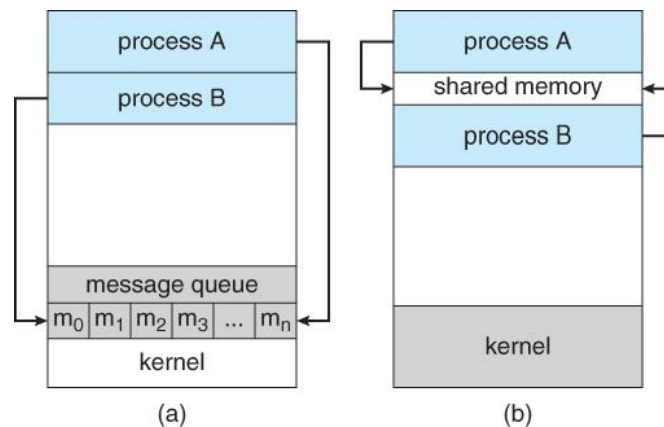 process A
process B
message queue
m₀ m₁ m₂ m₃ ... mₙ
kernel
(a)
process A
shared memory
process B
kernel
(b)